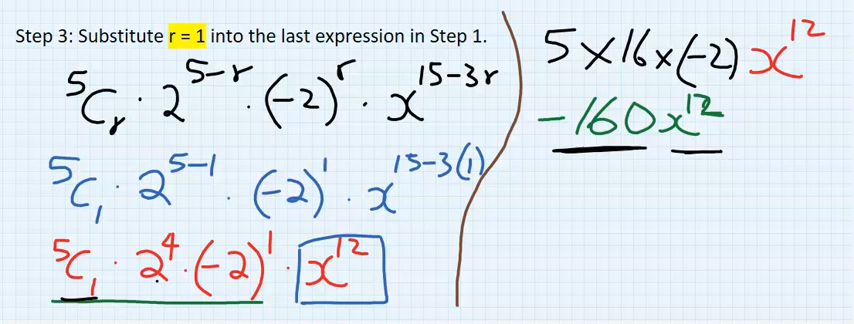 Step 3: Substitute r = 1 into the last expression in Step 1.
⁵Cᵣ · 2⁵⁻ʳ · (-2)ʳ · x¹⁵⁻³ʳ
⁵C₁ · 2⁵⁻¹ · (-2)¹ · x¹⁵⁻³⁽¹⁾
⁵C₁ · 2⁴ · (-2)¹ · x¹²
5 × 16 × (-2) x¹²
-160x¹²